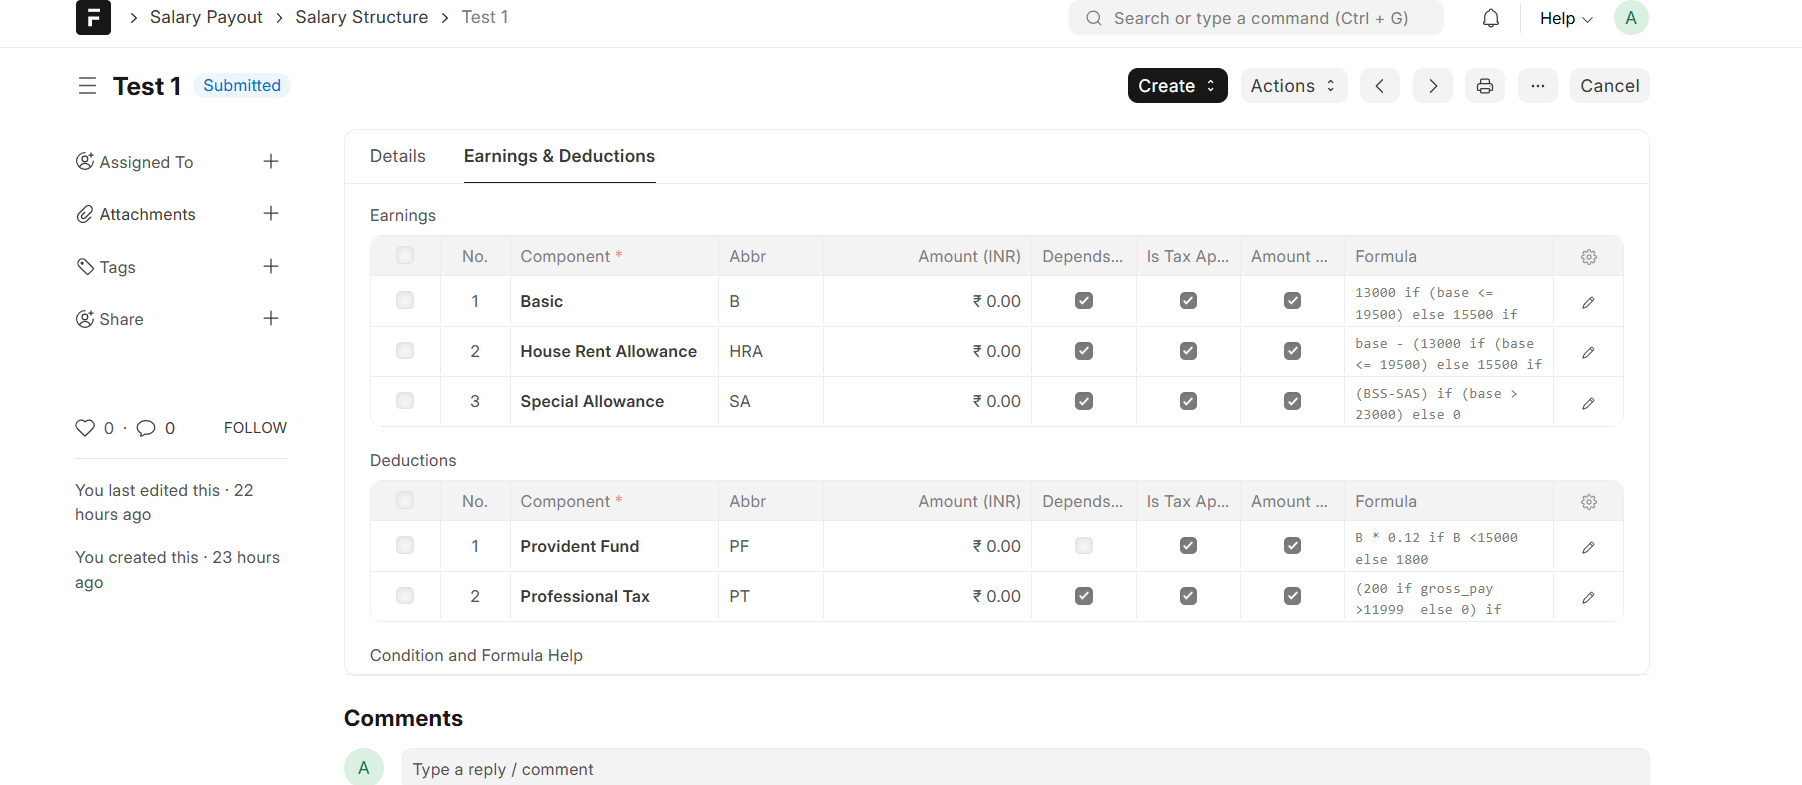 Salary Payout > Salary Structure > Test 1
Search or type a command (Ctrl + G)
Help
A
Test 1 Submitted
Create Actions ... Cancel
Assigned To
Attachments
Tags
Share
0 · 0 FOLLOW
You last edited this · 22
hours ago
You created this · 23 hours
ago
Details Earnings & Deductions
Earnings
No. Component * Abbr Amount (INR) Depends... Is Tax Ap... Amount ... Formula
1 Basic B ₹ 0.00 13000 if (base <=
19500) else 15500 if
2 House Rent Allowance HRA ₹ 0.00 base - (13000 if (base
<= 19500) else 15500 if
3 Special Allowance SA ₹ 0.00 (BSS-SAS) if (base >
23000) else 0
Deductions
No. Component * Abbr Amount (INR) Depends... Is Tax Ap... Amount ... Formula
1 Provident Fund PF ₹ 0.00 B * 0.12 if B <15000
else 1800
2 Professional Tax PT ₹ 0.00 (200 if gross_pay
>11999 else 0) if
Condition and Formula Help
Comments
A Type a reply / comment